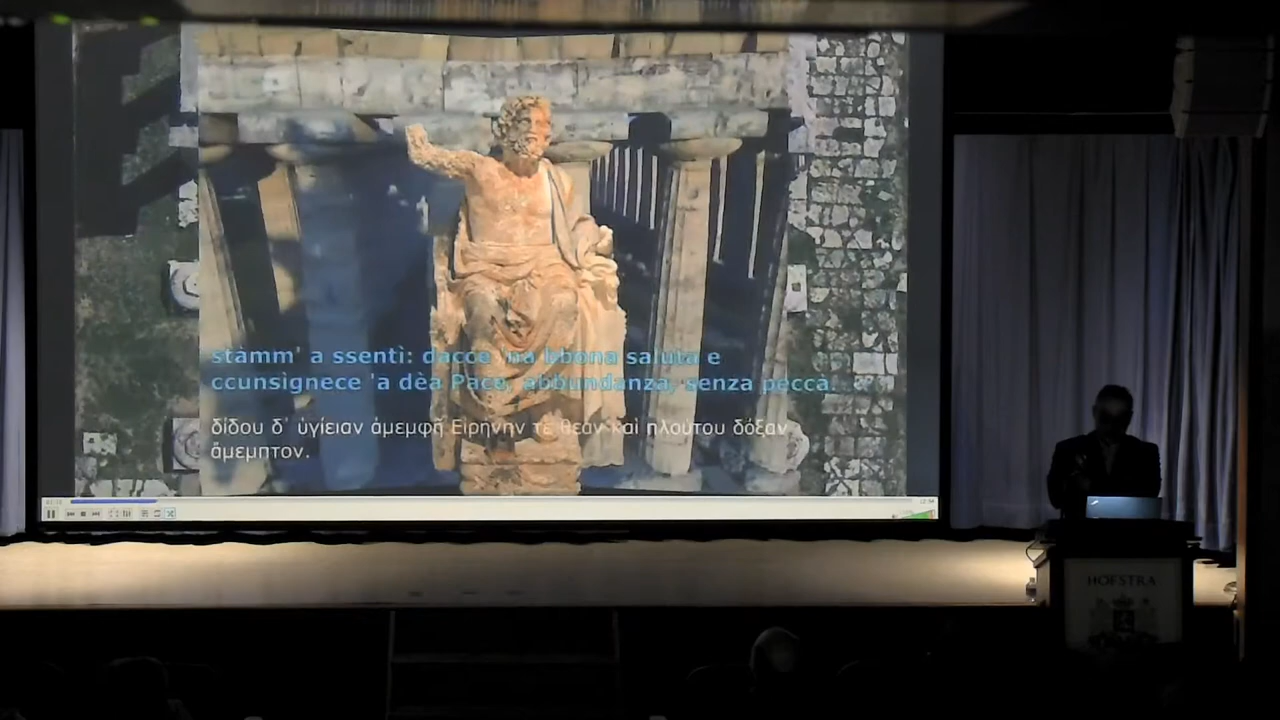 stàmm' a ssentì: dacce 'na bbona saluta e
ccunsìgnece 'a dèa Pace, abbundanza, senza peccà.
δίδου δ' ὑγίειαν ἀμεμφῆ Εἰρήνην τε θεὰν καὶ πλούτου δόξαν
ἄμεμπτον.
HOFSTRA